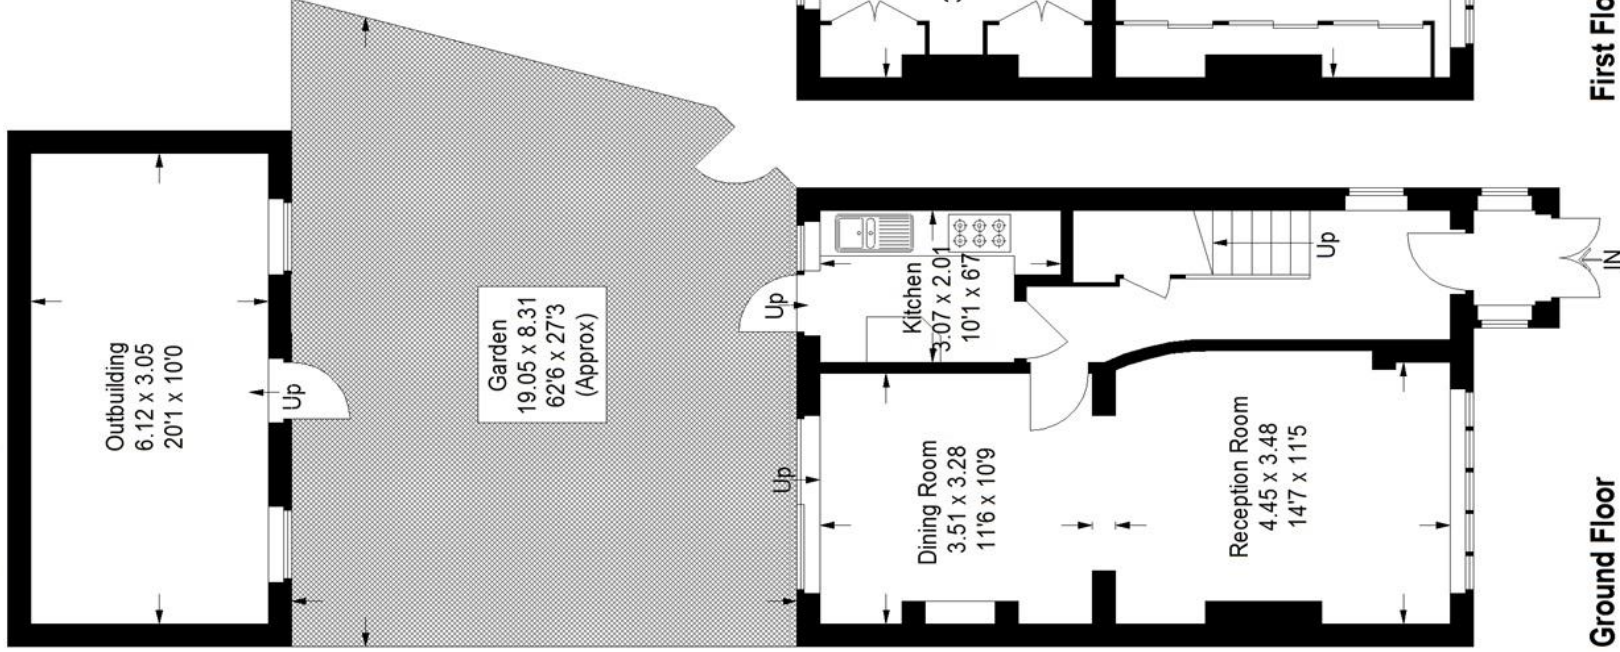 Outbuilding
6.12 x 3.05
20'1 x 10'0
Up
Garden
19.05 x 8.31
62'6 x 27'3
(Approx)
Up
Up
Kitchen
3.07 x 2.01
10'1 x 6'7
Dining Room
3.51 x 3.28
11'6 x 10'9
Up
Reception Room
4.45 x 3.48
14'7 x 11'5
IN
Ground Floor
First Flo